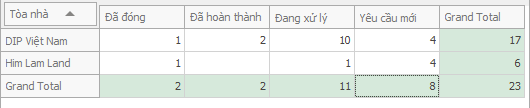 Tòa nhà Đã đóng Đã hoàn thành Đang xử lý Yêu cầu mới Grand Total
DIP Việt Nam 1 2 10 4 17
Him Lam Land 1 1 4 6
Grand Total 2 2 11 8 23